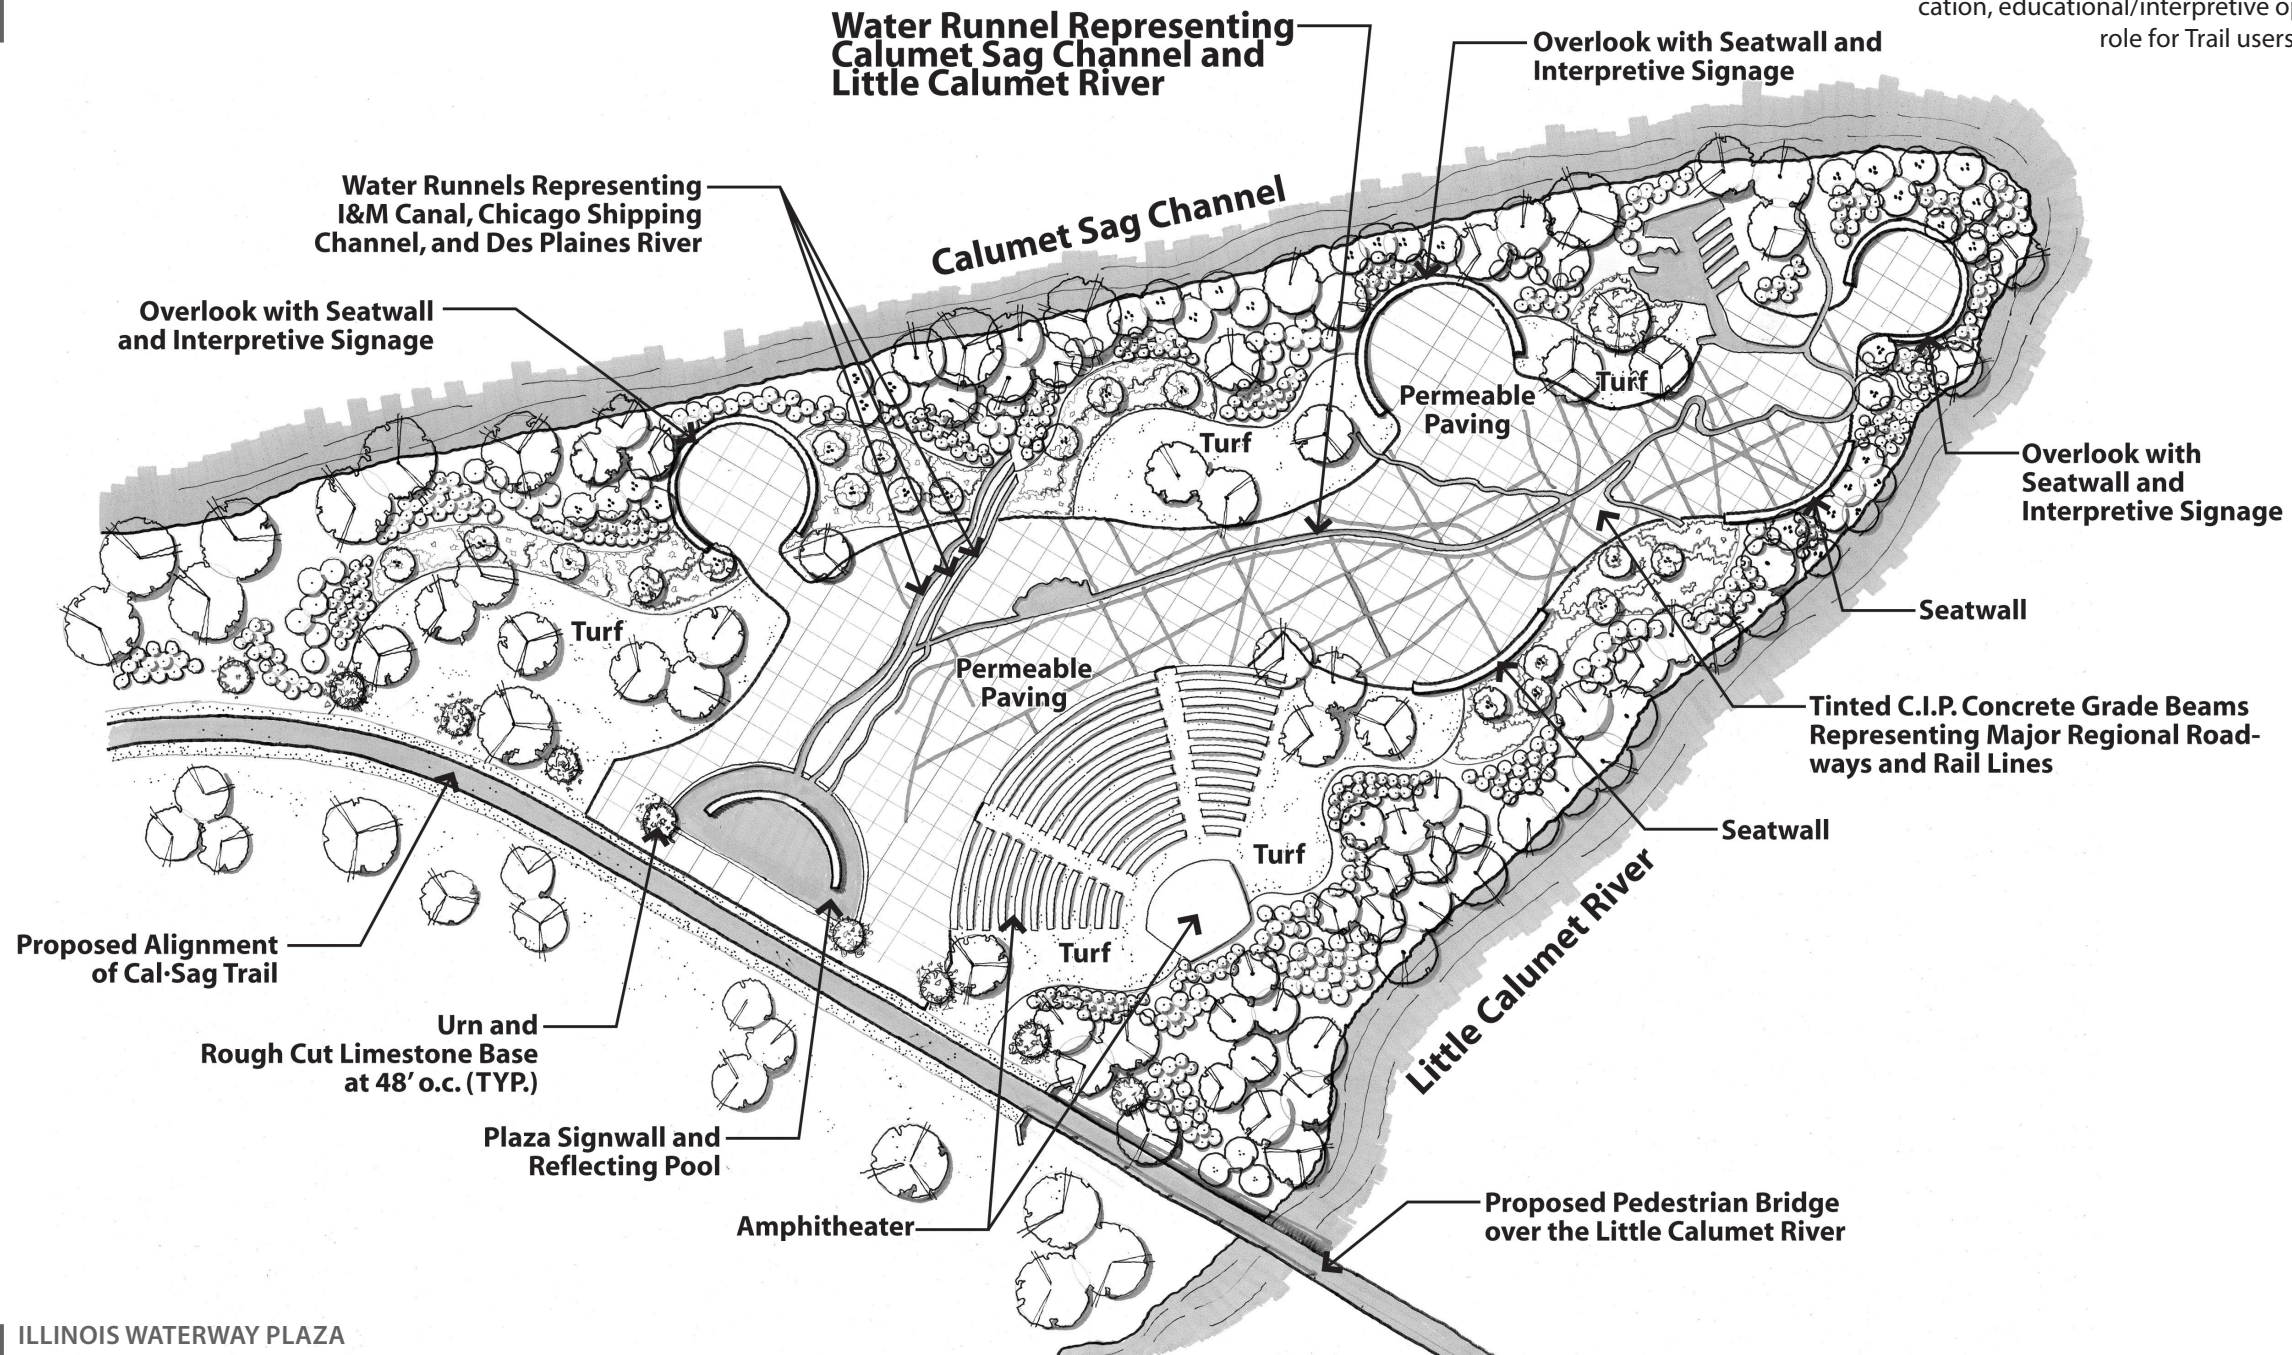 cation, educational/interpretive
role for Trail users
Water Runnel Representing
Calumet Sag Channel and
Little Calumet River
Overlook with Seatwall and
Interpretive Signage
Water Runnels Representing
I&M Canal, Chicago Shipping
Channel, and Des Plaines River
Calumet Sag Channel
Overlook with Seatwall
and Interpretive Signage
Permeable
Paving
Turf
Turf
Overlook with
Seatwall and
Interpretive Signage
Seatwall
Turf
Permeable
Paving
Tinted C.I.P. Concrete Grade Beams
Representing Major Regional Road-
ways and Rail Lines
Seatwall
Turf
Little Calumet River
Turf
Proposed Alignment
of Cal·Sag Trail
Urn and
Rough Cut Limestone Base
at 48’ o.c. (TYP.)
Plaza Signwall and
Reflecting Pool
Amphitheater
Proposed Pedestrian Bridge
over the Little Calumet River
ILLINOIS WATERWAY PLAZA